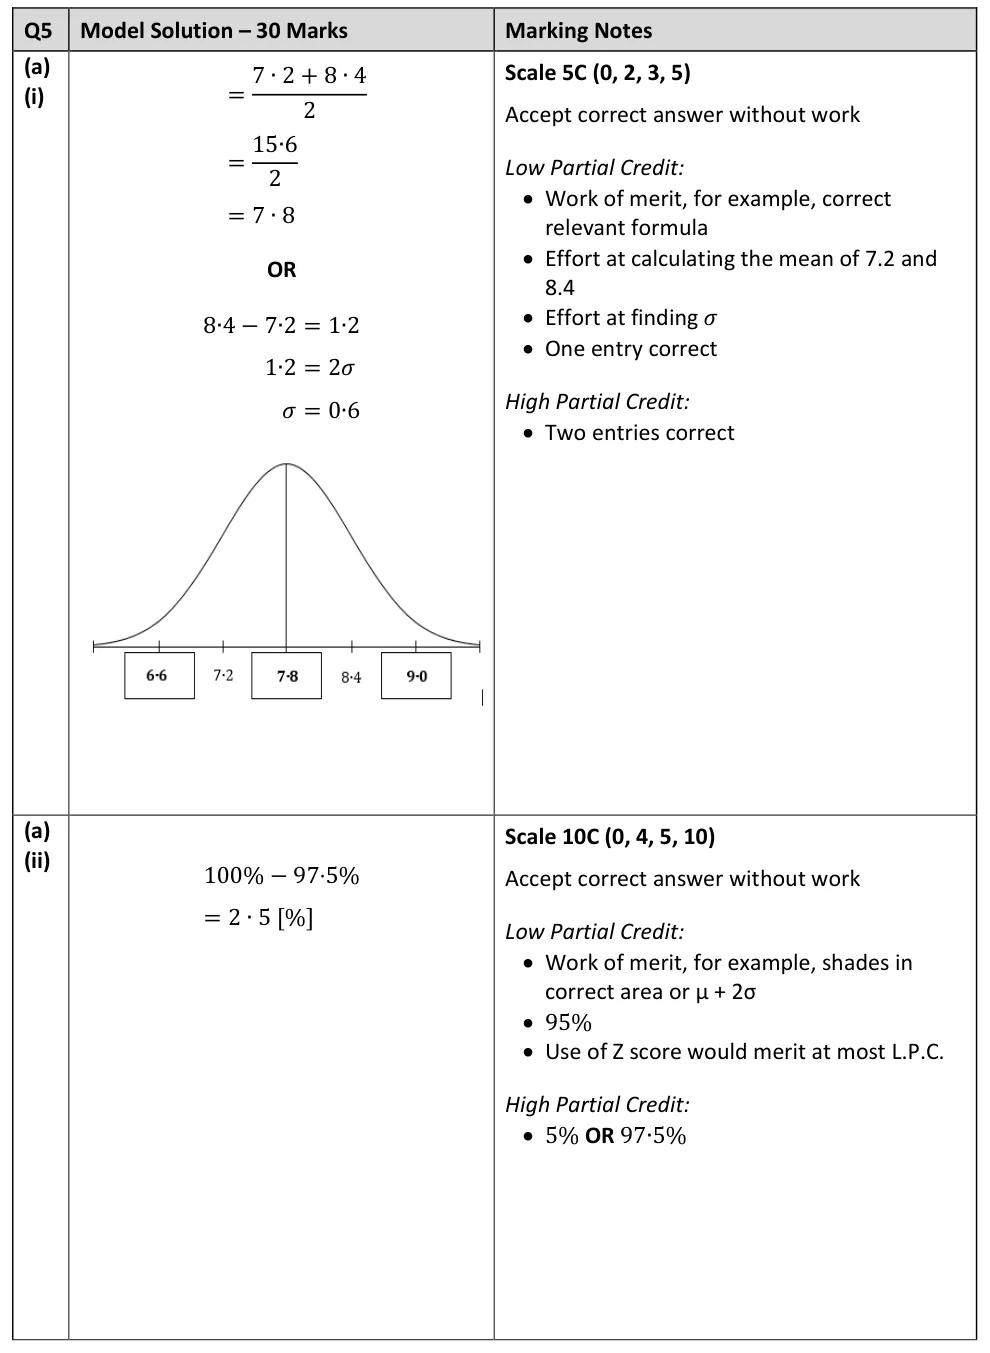 Q5 Model Solution – 30 Marks Marking Notes
(a)
(i)
= (7 · 2 + 8 · 4) / 2
= 15·6 / 2
= 7 · 8
OR
8·4 − 7·2 = 1·2
1·2 = 2σ
σ = 0·6
6·6 7·2 7·8 8·4 9·0
Scale 5C (0, 2, 3, 5)
Accept correct answer without work
Low Partial Credit:
• Work of merit, for example, correct
relevant formula
• Effort at calculating the mean of 7.2 and
8.4
• Effort at finding σ
• One entry correct
High Partial Credit:
• Two entries correct
(a)
(ii)
100% − 97·5%
= 2 · 5 [%]
Scale 10C (0, 4, 5, 10)
Accept correct answer without work
Low Partial Credit:
• Work of merit, for example, shades in
correct area or μ + 2σ
• 95%
• Use of Z score would merit at most L.P.C.
High Partial Credit:
• 5% OR 97·5%